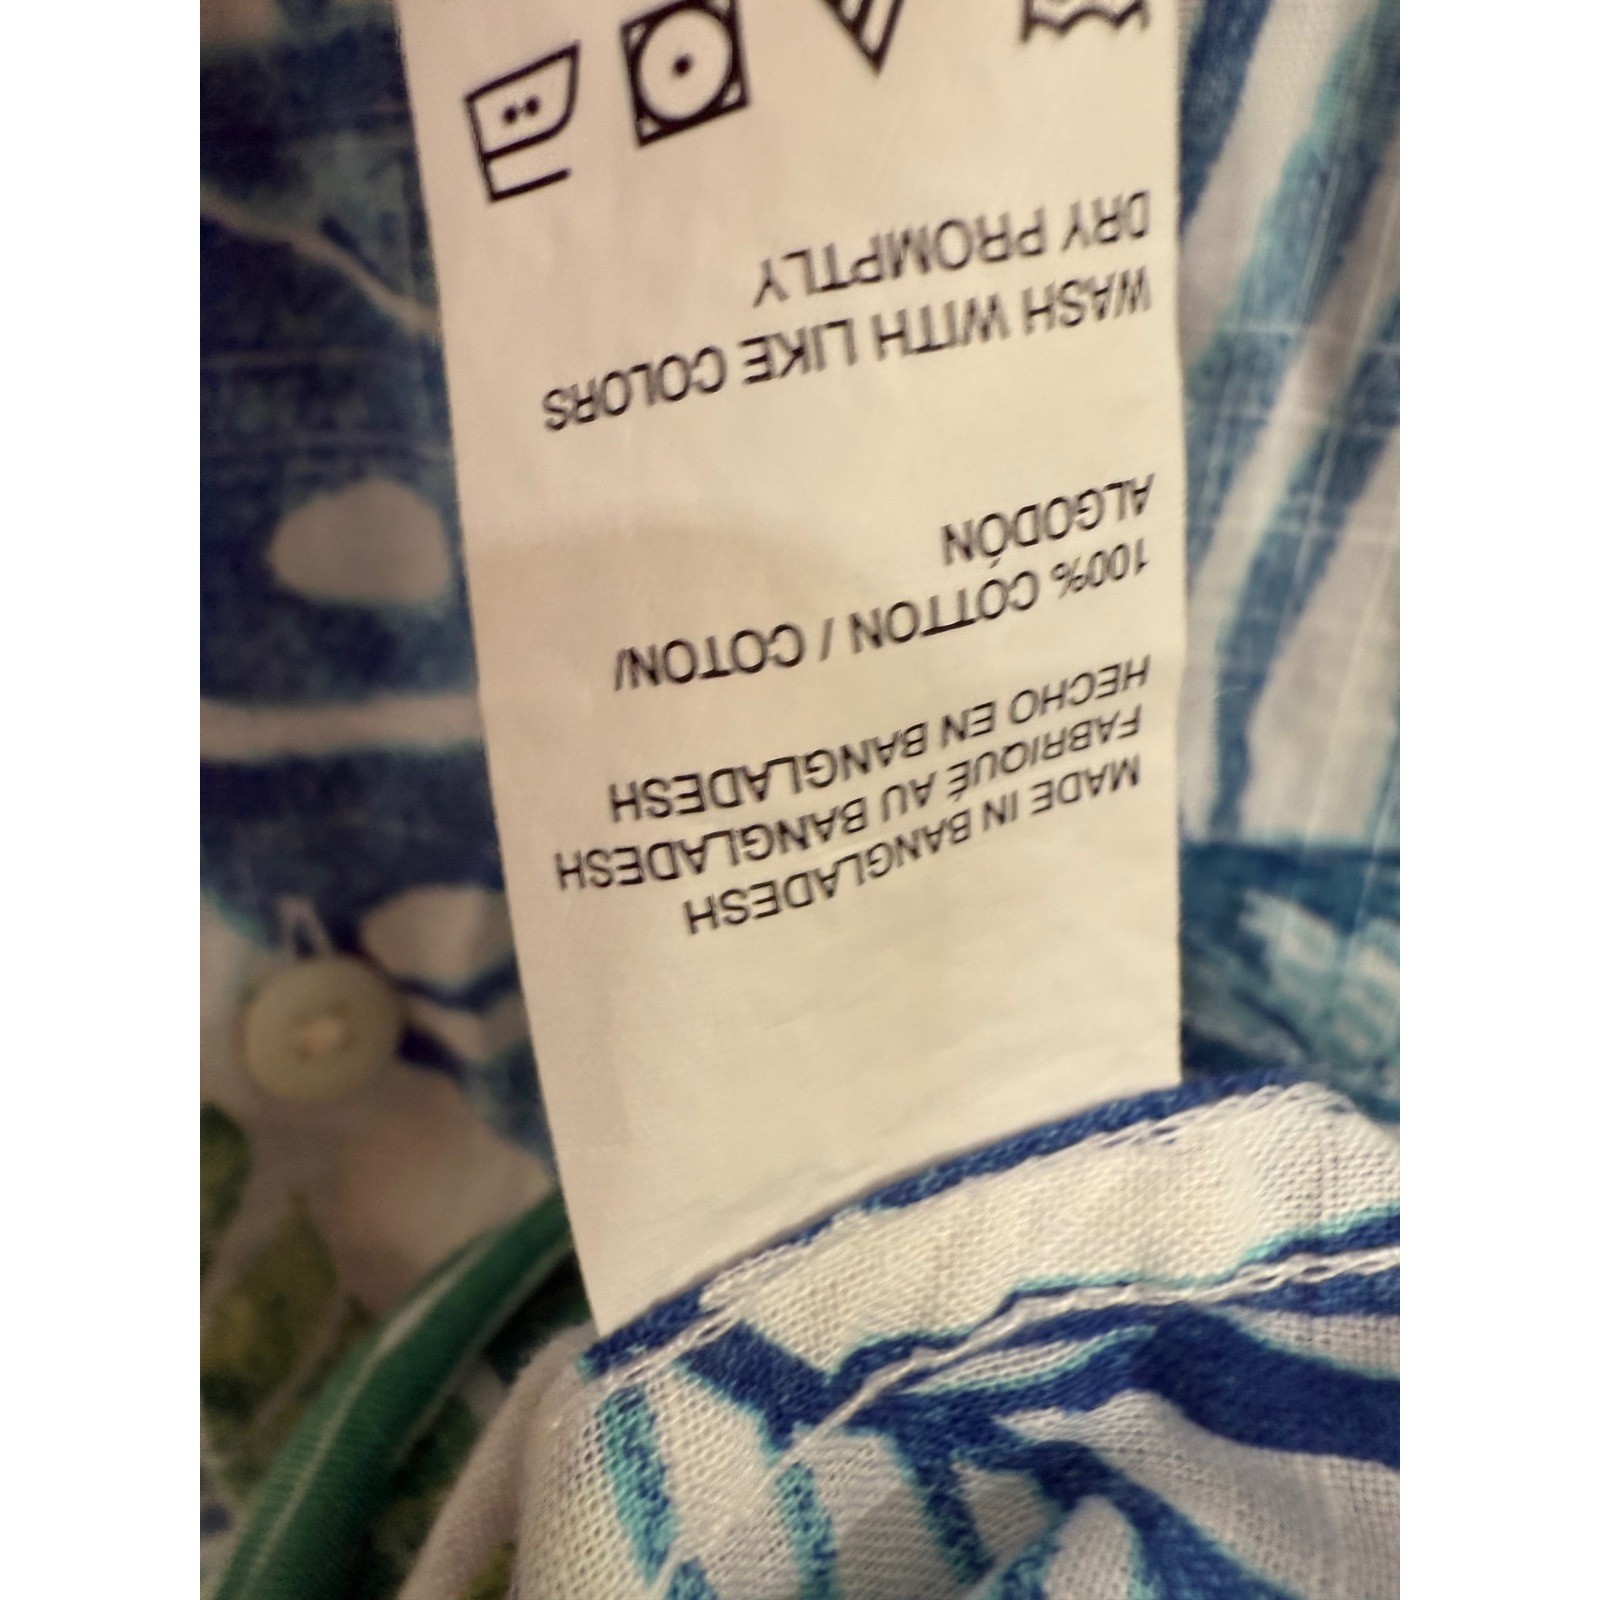 MADE IN BANGLADESH
FABRIQUÉ AU BANGLADESH
HECHO EN BANGLADESH
100% COTTON / COTON/
ALGODÓN
WASH WITH LIKE COLORS
DRY PROMPTLY